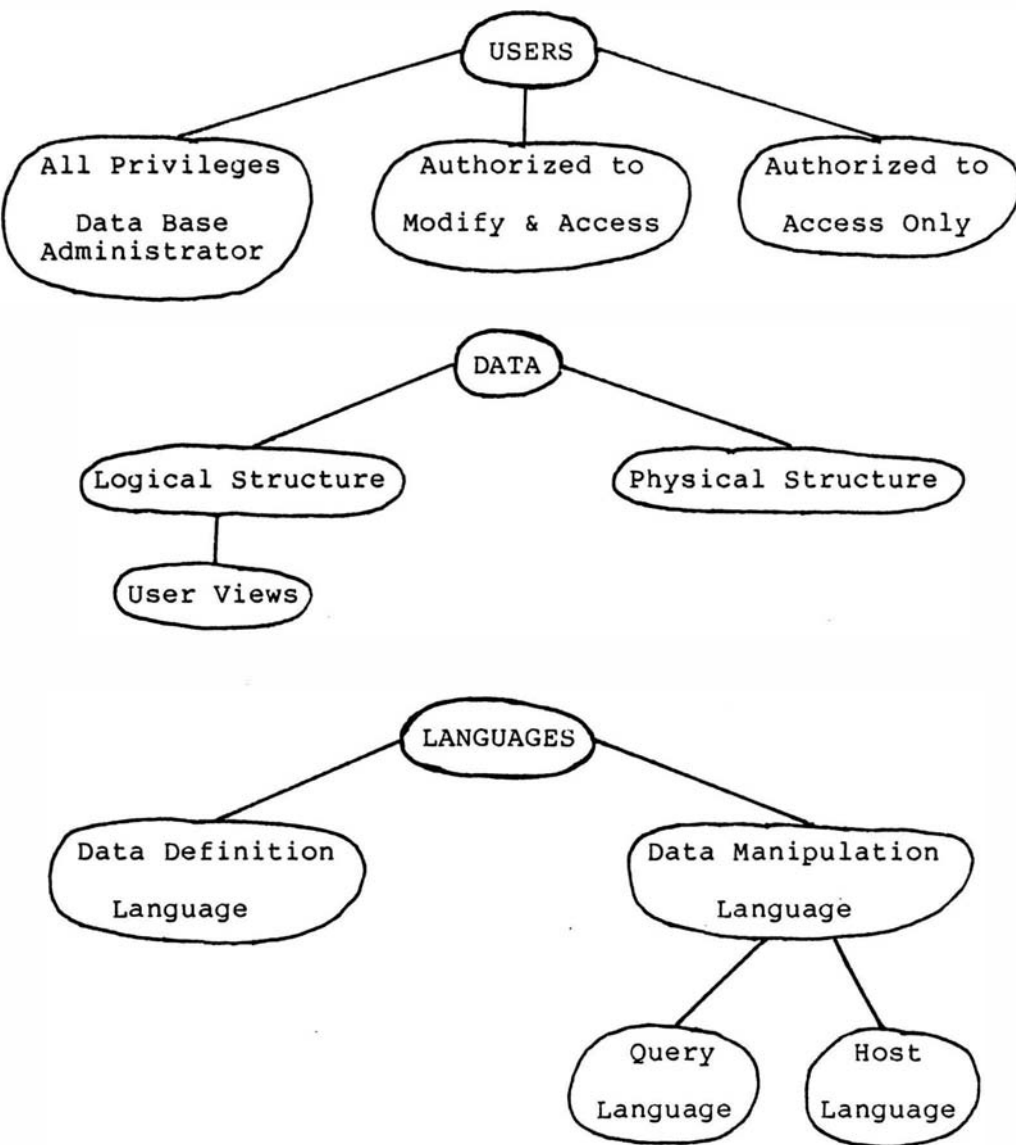 USERS
All Privileges
Data Base
Administrator
Authorized to
Modify & Access
Authorized to
Access Only
DATA
Logical Structure
Physical Structure
User Views
LANGUAGES
Data Definition
Language
Data Manipulation
Language
Query
Language
Host
Language